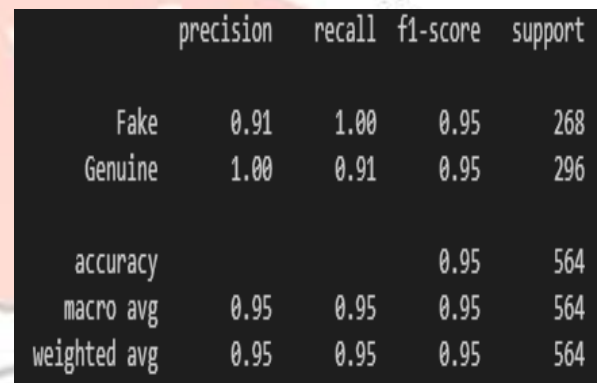 precision recall f1-score support
Fake 0.91 1.00 0.95 268
Genuine 1.00 0.91 0.95 296
accuracy 0.95 564
macro avg 0.95 0.95 0.95 564
weighted avg 0.95 0.95 0.95 564